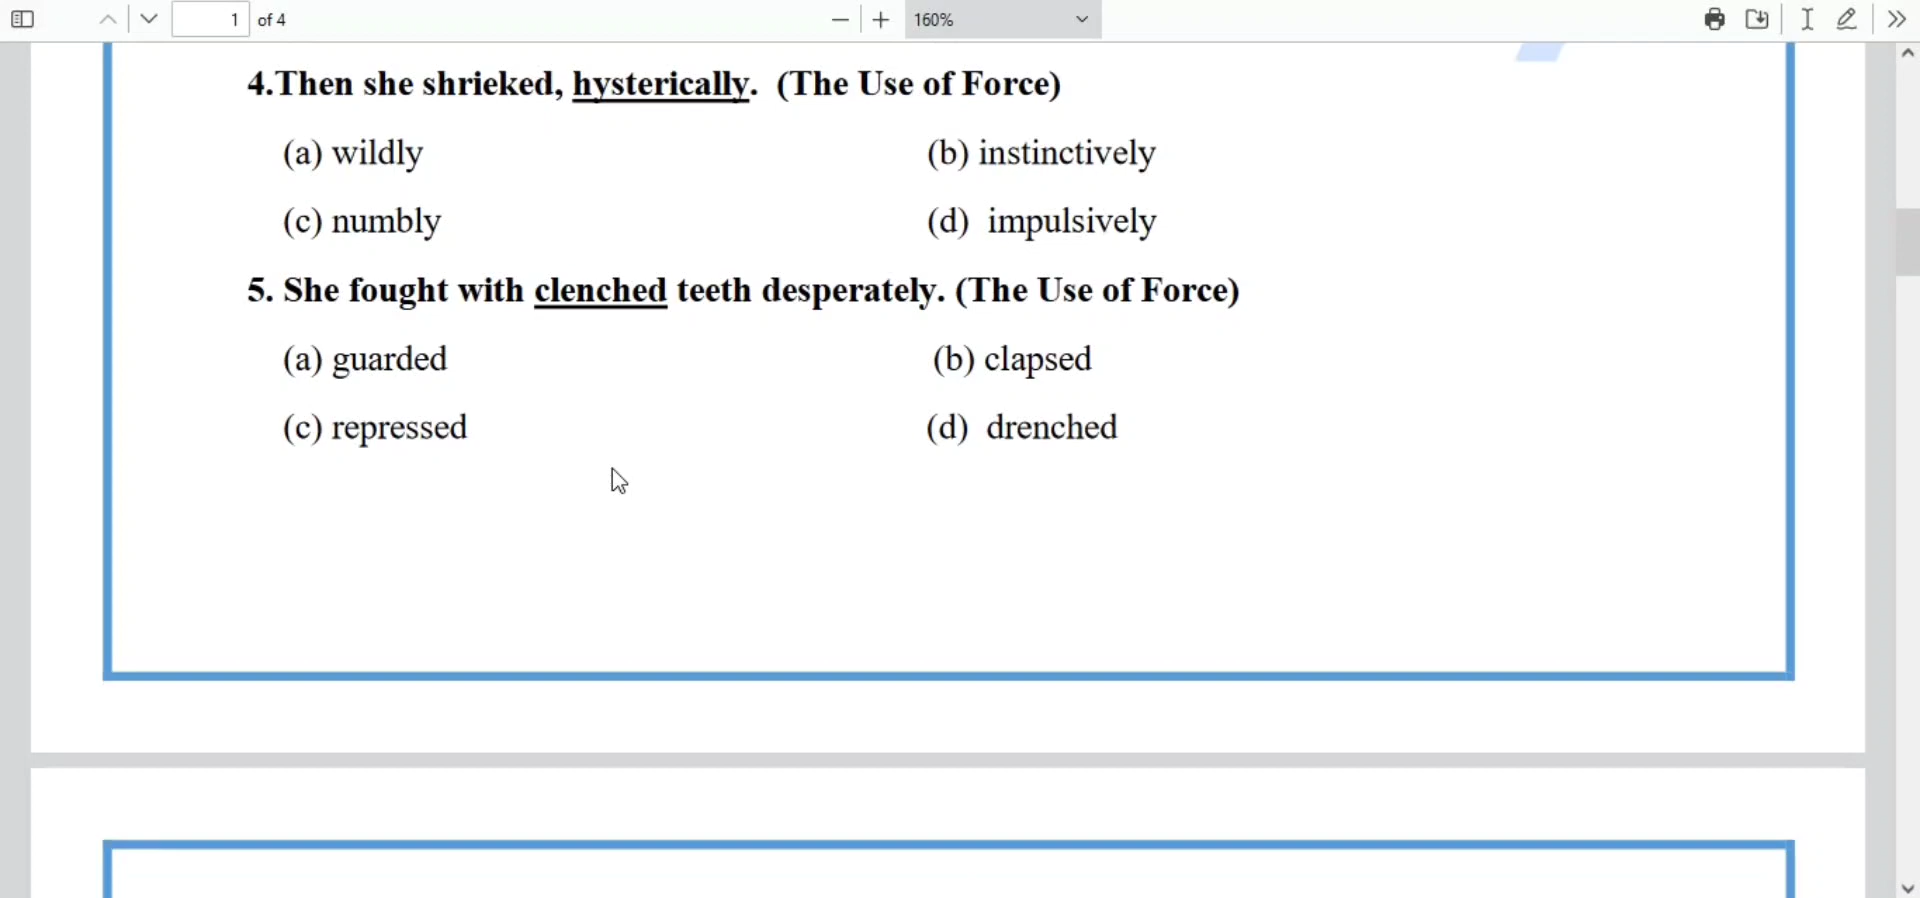 1 of 4 160%
4.Then she shrieked, hysterically. (The Use of Force)
(a) wildly (b) instinctively
(c) numbly (d) impulsively
5. She fought with clenched teeth desperately. (The Use of Force)
(a) guarded (b) clapsed
(c) repressed (d) drenched